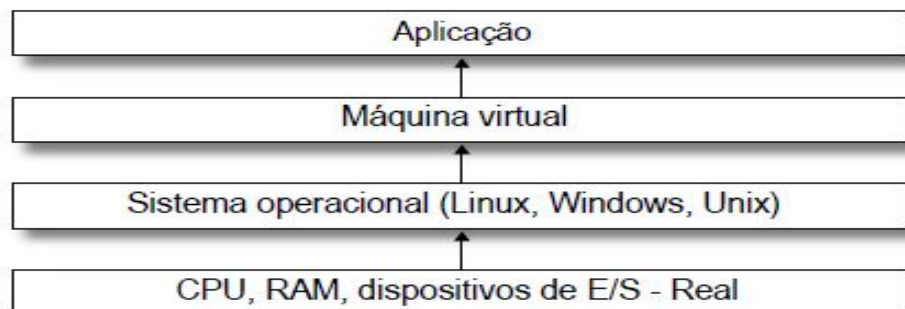 Aplicação
Máquina virtual
Sistema operacional (Linux, Windows, Unix)
CPU, RAM, dispositivos de E/S - Real